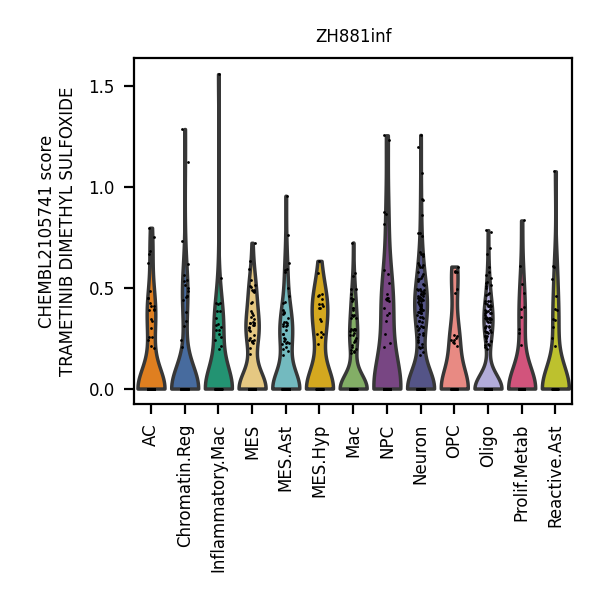 ZH881inf
CHEMBL2105741 score
TRAMETINIB DIMETHYL SULFOXIDE
1.5
1.0
0.5
0.0
AC
Chromatin.Reg
Inflammatory.Mac
MES
MES.Ast
MES.Hyp
Mac
NPC
Neuron
OPC
Oligo
Prolif.Metab
Reactive.Ast